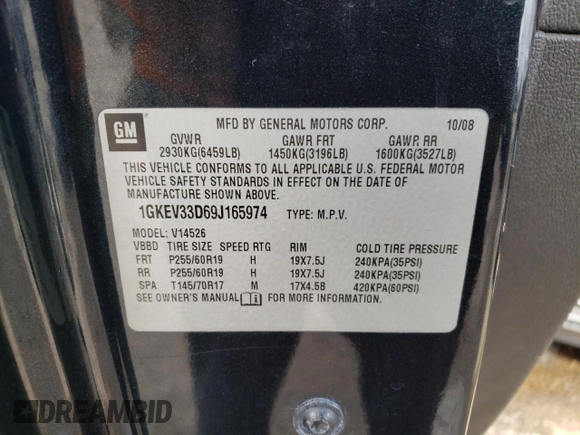 GM
MFD BY GENERAL MOTORS CORP. 10/08
GVWR GAWR FRT GAWR RR
2930KG(6459LB) 1450KG(3196LB) 1600KG(3527LB)
THIS VEHICLE CONFORMS TO ALL APPLICABLE U.S. FEDERAL MOTOR
VEHICLE SAFETY STANDARDS IN EFFECT ON THE DATE OF
MANUFACTURE SHOWN ABOVE.
1GKEV33D69J165974 TYPE: M.P.V.
MODEL: V14526
VBBD TIRE SIZE SPEED RTG RIM COLD TIRE PRESSURE
FRT P255/60R19 H 19X7.5J 240KPA(35PSI)
RR P255/60R19 H 19X7.5J 240KPA(35PSI)
SPA T145/70R17 M 17X4.5B 420KPA(60PSI)
SEE OWNER'S MANUAL FOR MORE INFORMATION.
DREAMBID